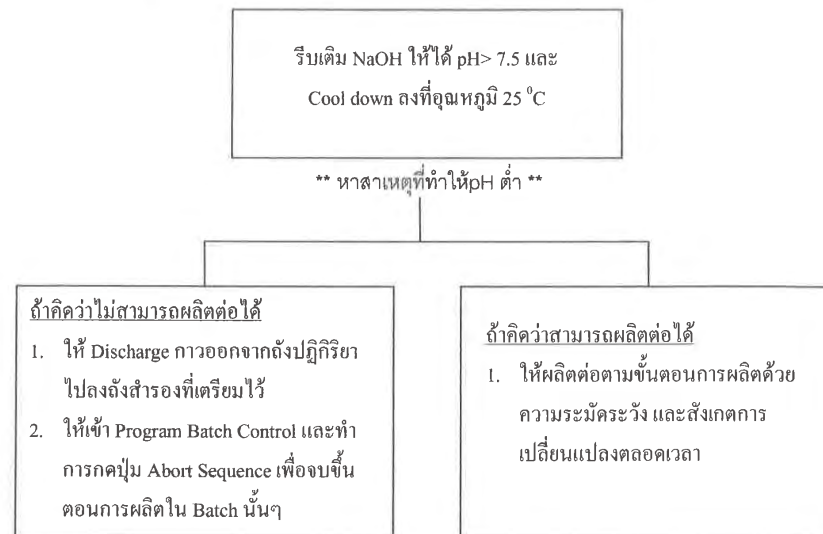 รีบเติม NaOH ให้ได้ pH> 7.5 และ
Cool down ลงที่อุณหภูมิ 25 ⁰C
** หาสาเหตุที่ทำให้pH ต่ำ **
ถ้าคิดว่าไม่สามารถผลิตต่อได้
1. ให้ Discharge กาวออกจากถังปฏิกิริยา
ไปลงถังสำรองที่เตรียมไว้
2. ให้เข้า Program Batch Control และทำ
การกดปุ่ม Abort Sequence เพื่อจบขึ้น
ตอนการผลิตใน Batch นั้นๆ
ถ้าคิดว่าสามารถผลิตต่อได้
1. ให้ผลิตต่อตามขั้นตอนการผลิตด้วย
ความระมัดระวัง และสังเกตการ
เปลี่ยนแปลงตลอดเวลา